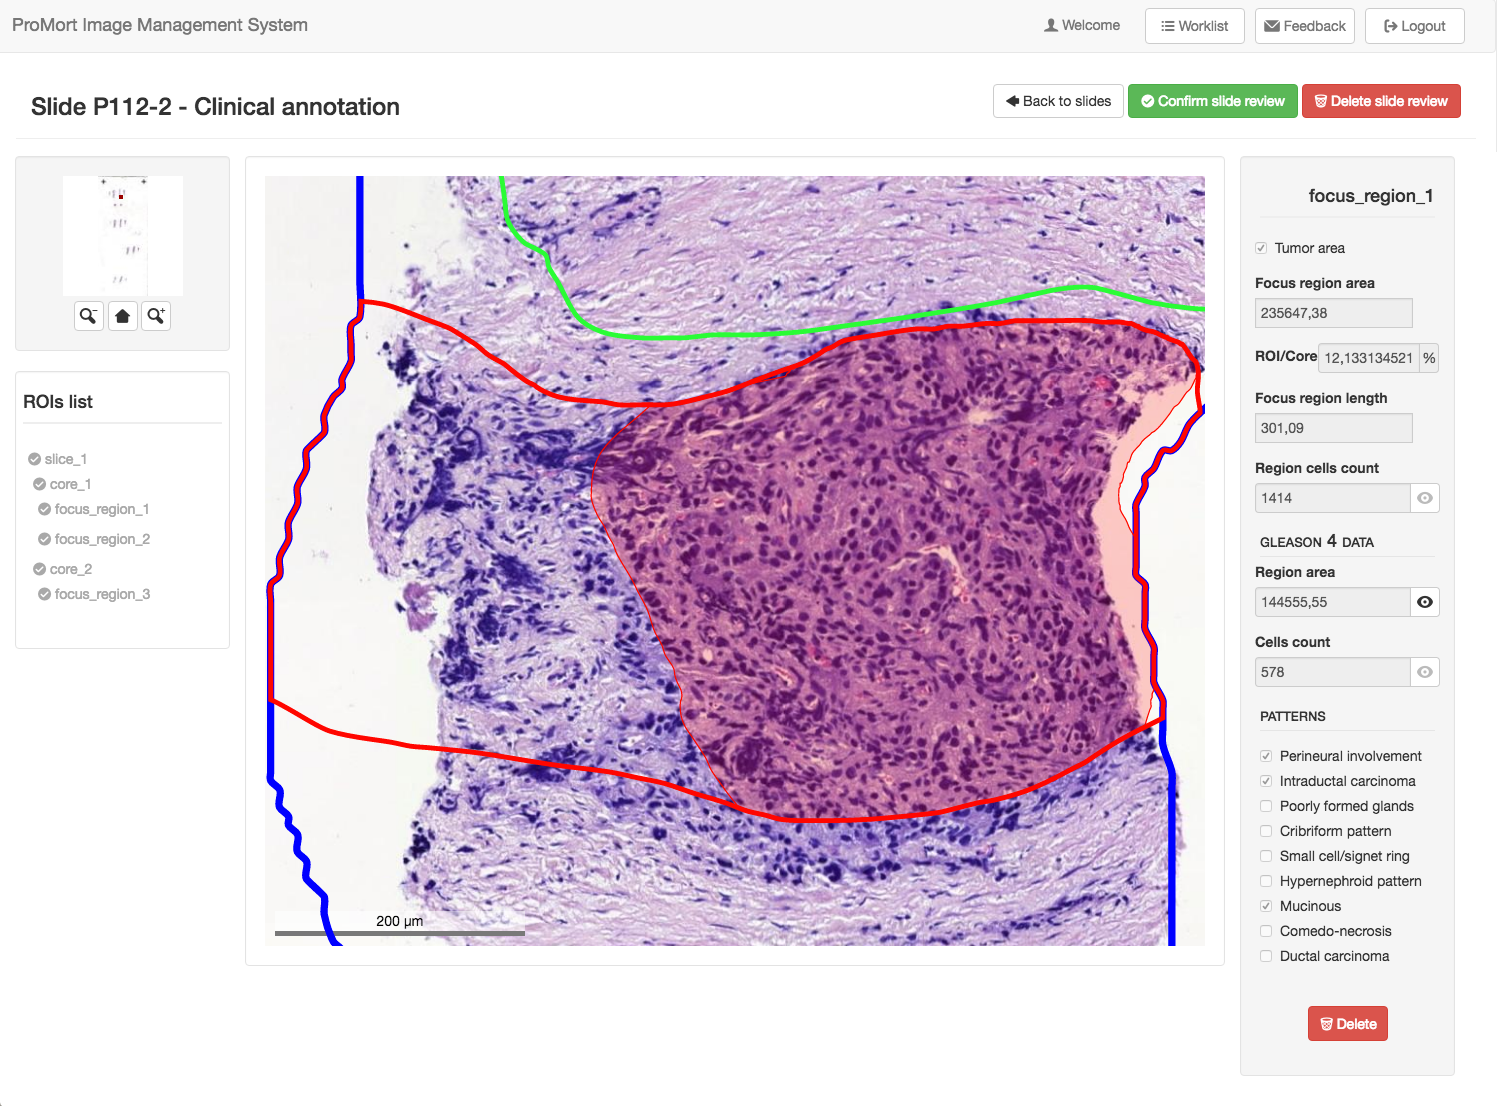 ProMort Image Management System
Welcome
Worklist
Feedback
Logout
Slide P112-2 - Clinical annotation
Back to slides
Confirm slide review
Delete slide review
ROIs list
slice_1
core_1
focus_region_1
focus_region_2
core_2
focus_region_3
200 µm
focus_region_1
Tumor area
Focus region area
235647,38
ROI/Core 12,133134521 %
Focus region length
301,09
Region cells count
1414
GLEASON 4 DATA
Region area
144555,55
Cells count
578
PATTERNS
Perineural involvement
Intraductal carcinoma
Poorly formed glands
Cribriform pattern
Small cell/signet ring
Hypernephroid pattern
Mucinous
Comedo-necrosis
Ductal carcinoma
Delete